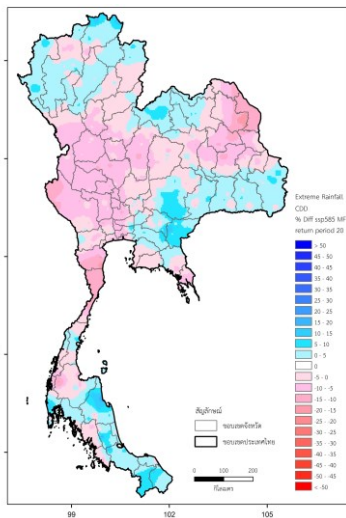 Extreme Rainfall
CDD
% Diff ssp585 MF
return period 20
> 50
45 - 50
40 - 45
35 - 40
30 - 35
25 - 30
20 - 25
15 - 20
10 - 15
5 - 10
0 - 5
0
-5 - 0
-10 - -5
-15 - -10
-20 - -15
-25 - -20
-30 - -25
-35 - -30
-40 - -35
-45 - -40
-50 - -45
< -50
สัญลักษณ์
ขอบเขตจังหวัด
ขอบเขตประเทศไทย
0 100 200
กิโลเมตร
99 102 105